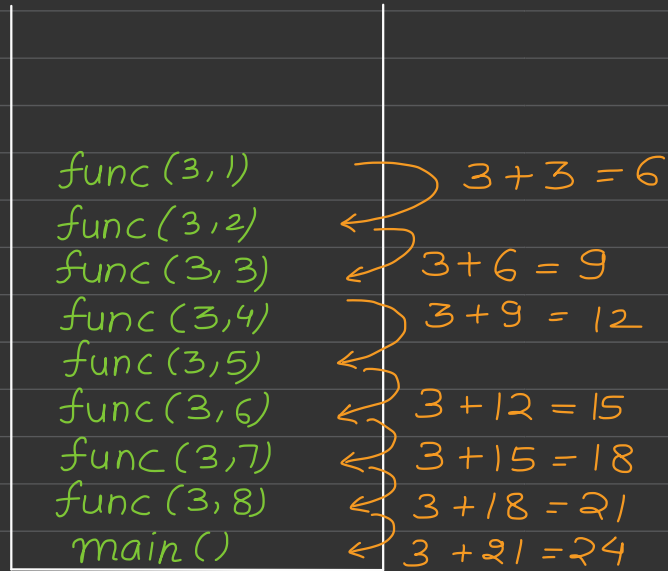 func (3,1) 3+3 = 6
func (3,2)
func (3,3) 3+6 = 9
func (3,4) 3+9 = 12
func (3,5)
func (3,6) 3+12 = 15
func (3,7) 3+15 = 18
func (3,8) 3+18 = 21
main () 3+21 = 24